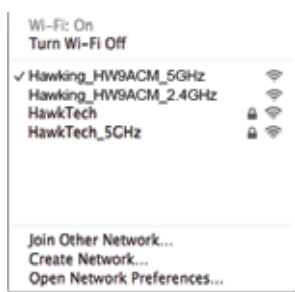 Wi-Fi: On
Turn Wi-Fi Off
✓ Hawking_HW9ACM_5GHz
Hawking_HW9ACM_2.4GHz
HawkTech
HawkTech_5GHz
Join Other Network...
Create Network...
Open Network Preferences...